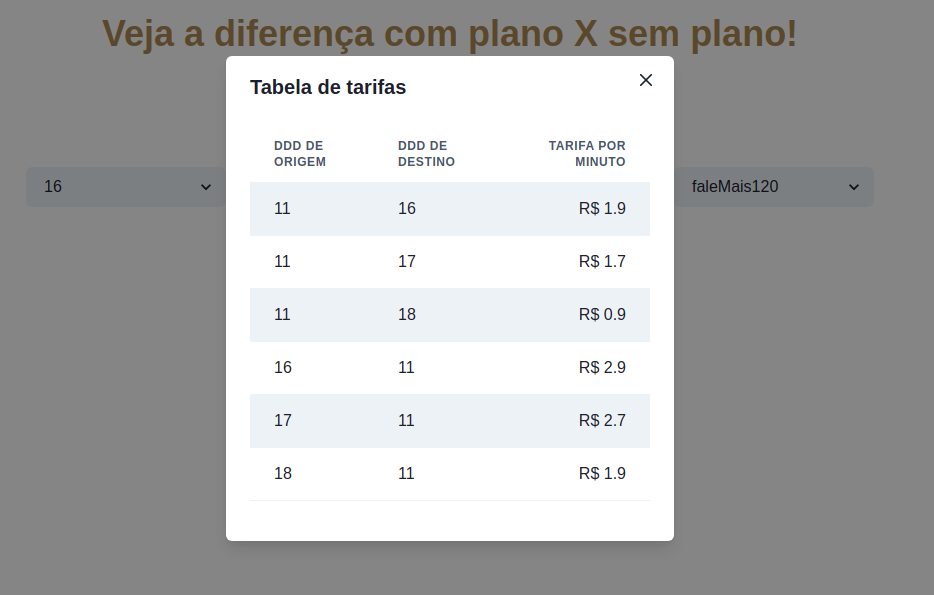 Veja a diferença com plano X sem plano!
Tabela de tarifas
DDD DE ORIGEM DDD DE DESTINO TARIFA POR MINUTO
16 faleMais120
11 16 R$ 1.9
11 17 R$ 1.7
11 18 R$ 0.9
16 11 R$ 2.9
17 11 R$ 2.7
18 11 R$ 1.9